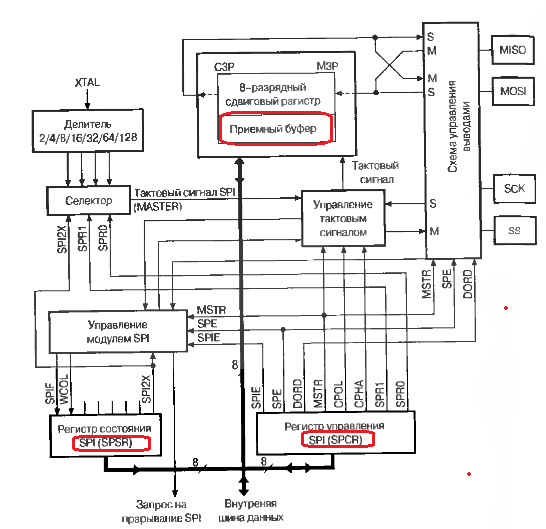 СЗР
МЗР
8-разрядный
сдвиговый регистр
Приемный буфер
S
M
M
S
Схема управления
выводами
MISO
MOSI
SCK
SS
XTAL
Делитель
2/4/8/16/32/64/128
Селектор
Тактовый сигнал SPI
(MASTER)
Тактовый
сигнал
Управление
тактовым
сигналом
S
M
SPI2X
SPR1
SPR0
MSTR
SPE
DORD
Управление
модулем SPI
MSTR
SPE
SPIE
SPIF
WCOL
SPI2X
8
SPIE
SPE
DORD
MSTR
CPOL
CPHA
SPR1
SPR0
Регистр состояния
SPI (SPSR)
Регистр управления
SPI (SPCR)
8
8
Запрос на
прарывание SPI
Внутреняя
шина данных